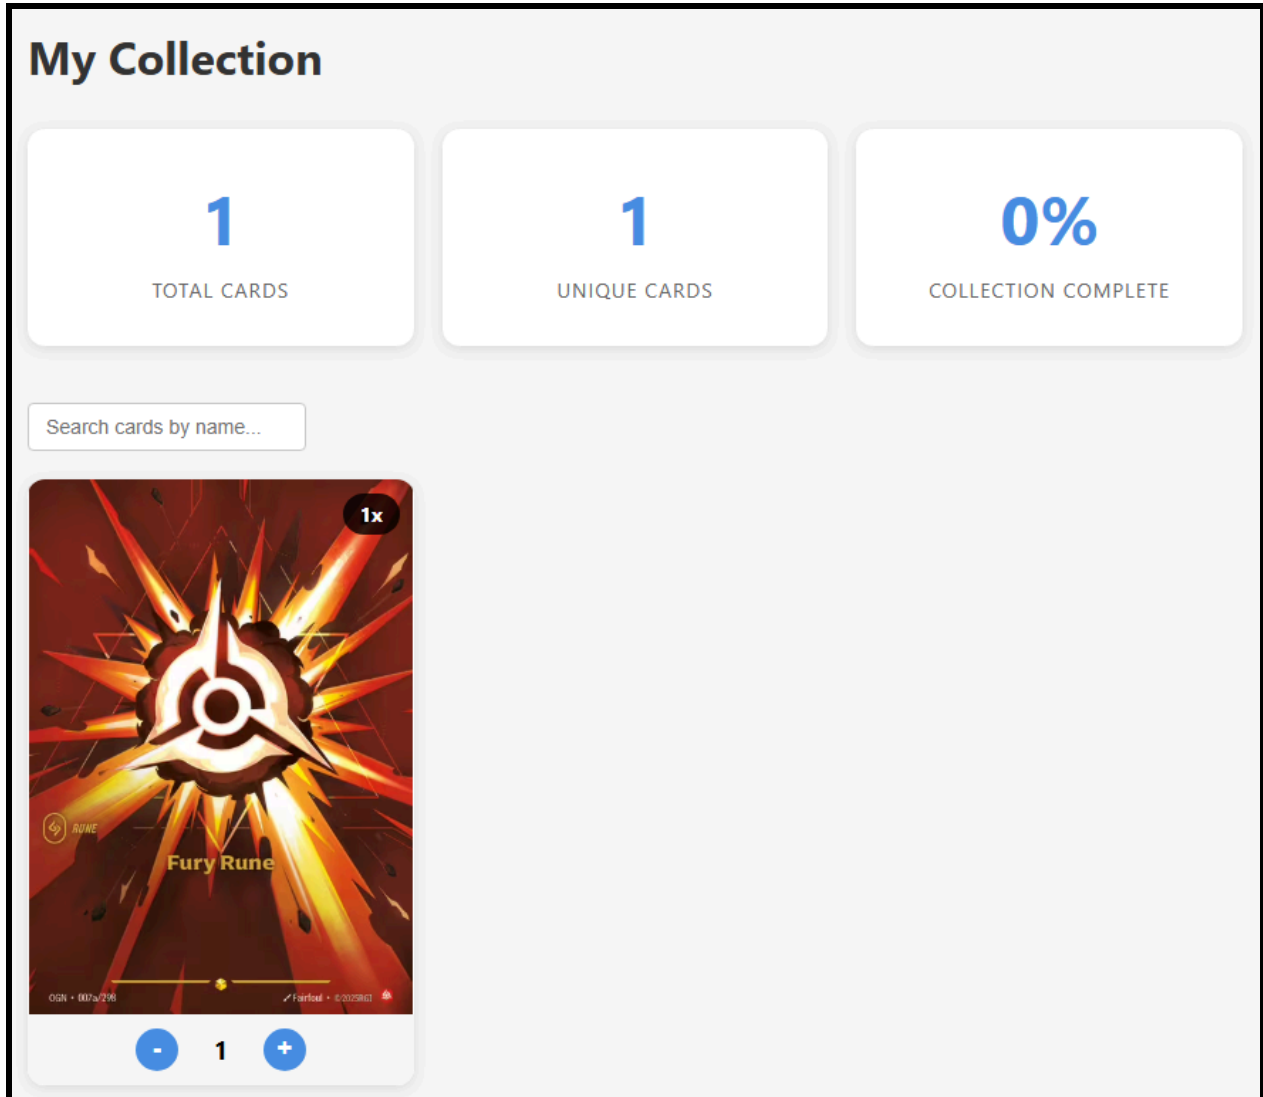 My Collection
1
TOTAL CARDS
1
UNIQUE CARDS
0%
COLLECTION COMPLETE
Search cards by name...
1x
RUNE
Fury Rune
OGN • 007a/298
Fairfoul • ©2025RGT
- 1 +